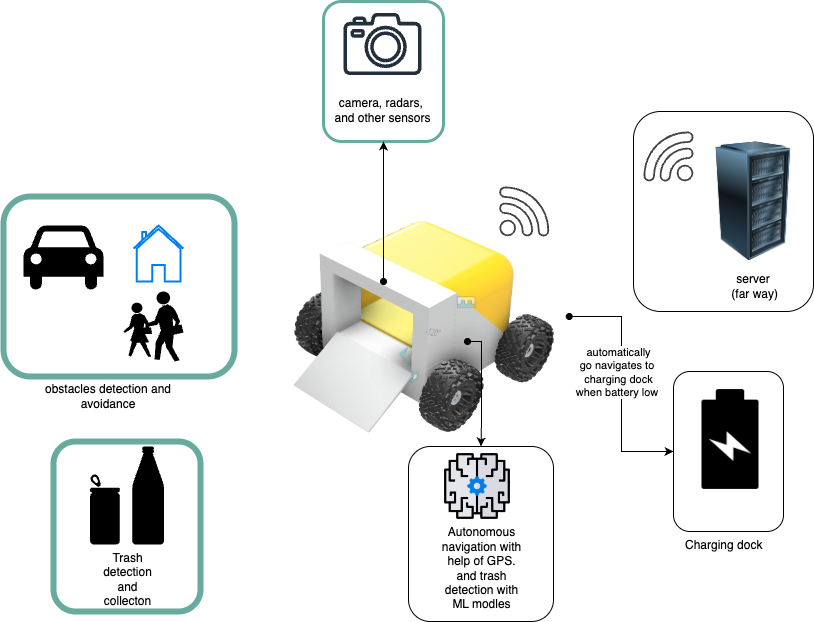 camera, radars,
and other sensors
server
(far way)
automatically
go navigates to
charging dock
when battery low
obstacles detection and
avoidance
Autonomous
navigation with
help of GPS.
and trash
detection with
ML modles
Charging dock
Trash
detection
and
collecton